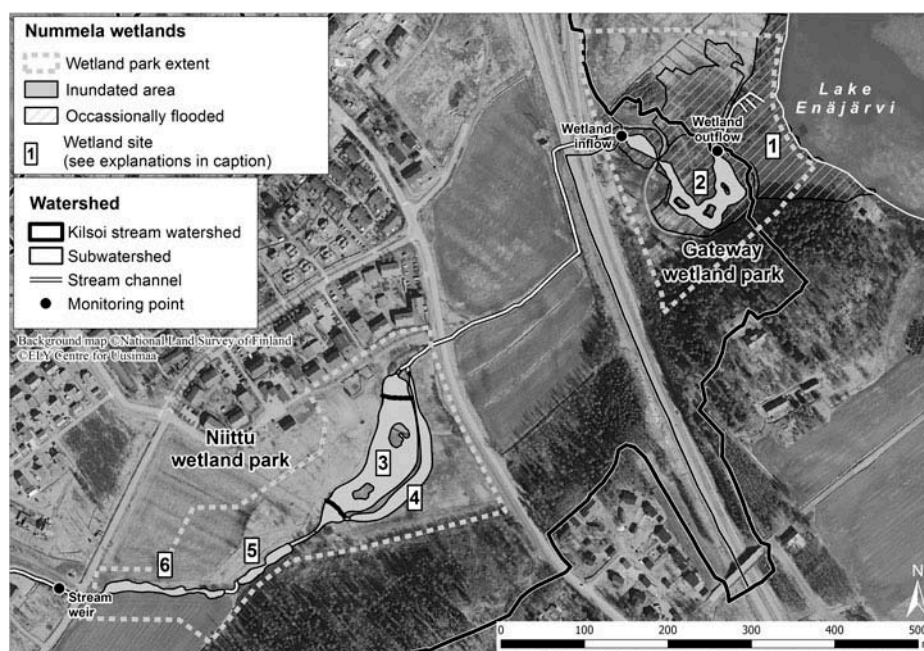 Nummela wetlands
Wetland park extent
Inundated area
Occassionally flooded
1
Wetland site
(see explanations in caption)
Watershed
Kilsoi stream watershed
Subwatershed
Stream channel
Monitoring point
Background map ©National Land Survey of Finland
©ELY Centre for Uusimaa
Lake
Enäjärvi
Wetland
inflow
Wetland
outflow
1
2
Gateway
wetland park
Niittu
wetland park
3
4
5
6
Stream
weir
N
0 100 200 300 400 500